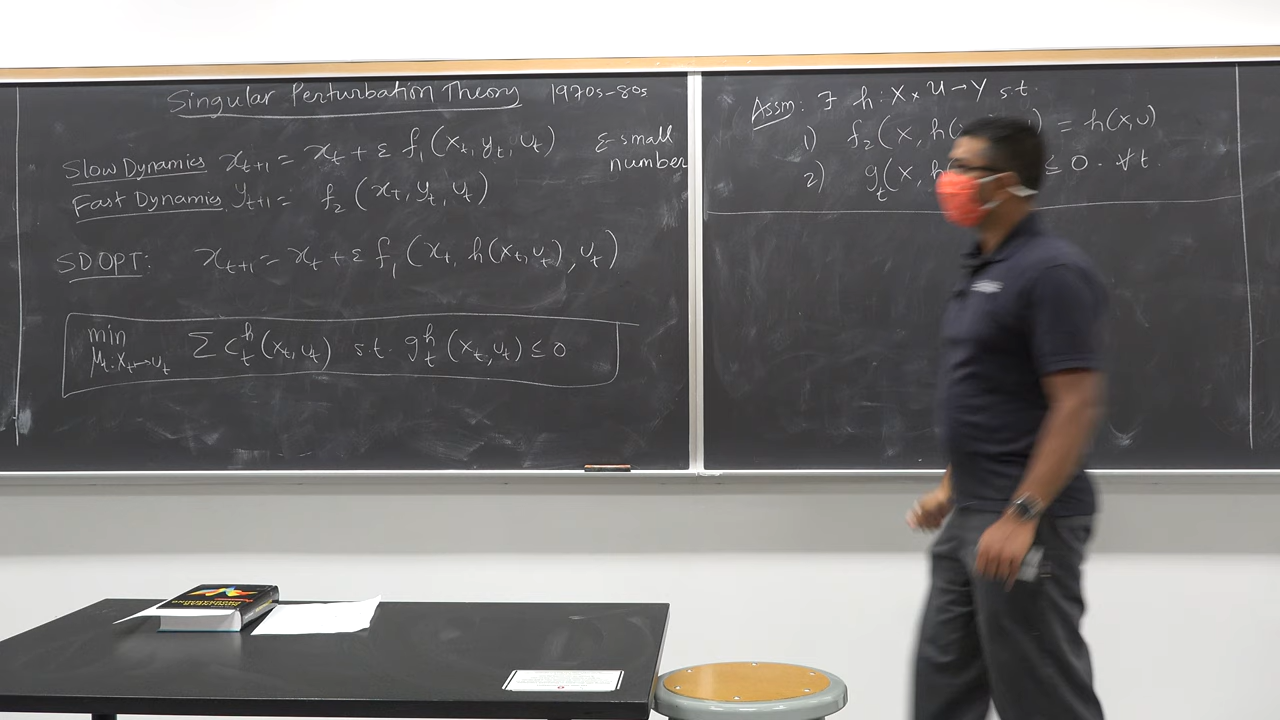 Singular Perturbation Theory 1970s-80s
Slow Dynamics x_{t+1} = x_t + ε f_1(x_t, y_t, u_t) ε-small number
Fast Dynamics y_{t+1} = f_2(x_t, y_t, u_t)
SDOPT: x_{t+1} = x_t + ε f_1(x_t, h(x_t, u_t), u_t)
min Σ c_t^h(x_t, u_t) s.t. g_t^h(x_t, u_t) ≤ 0
μ_t: x_t → u_t
Assm: ∃ h: X × U → Y s.t.
1) f_2(x, h( ) = h(x,u)
2) g_t(x, h( ≤ 0 · ∀t.